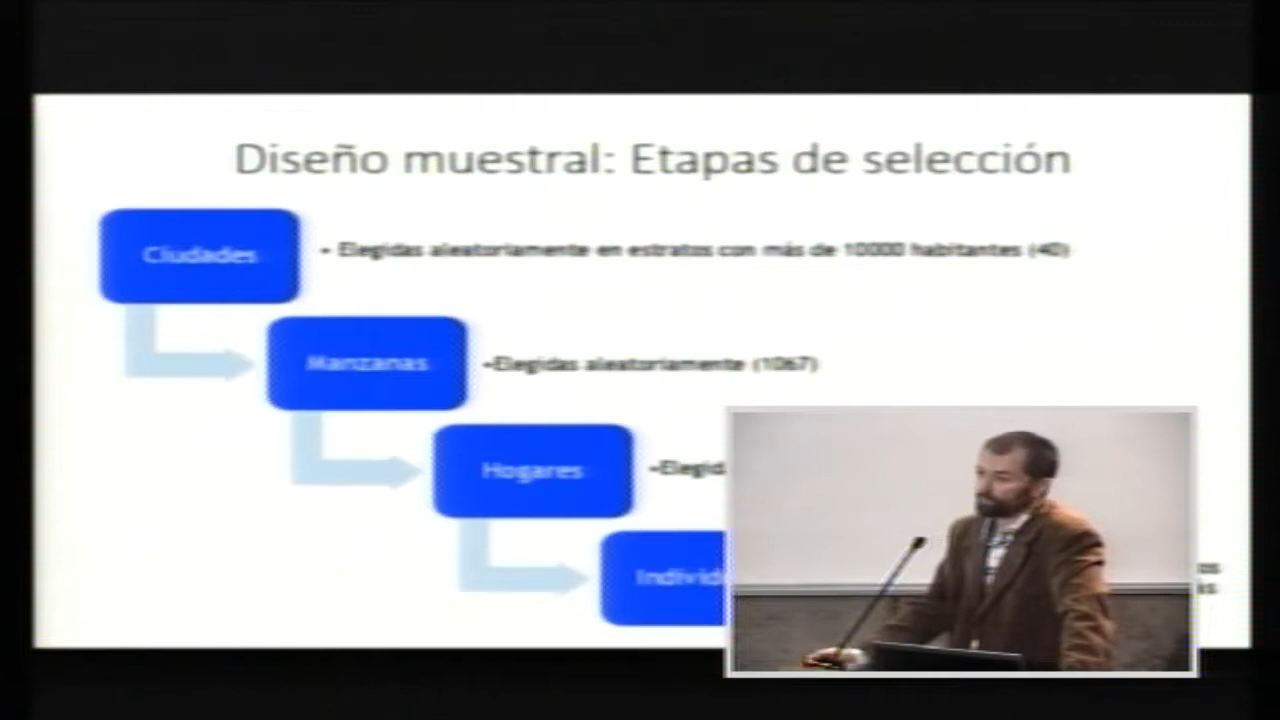 Diseño muestral: Etapas de selección
Ciudades
• Elegidas aleatoriamente en estratos con más de 10000 habitantes (40)
Manzanas
•Elegidas aleatoriamente (1067)
Hogares
•Elegid
Individ